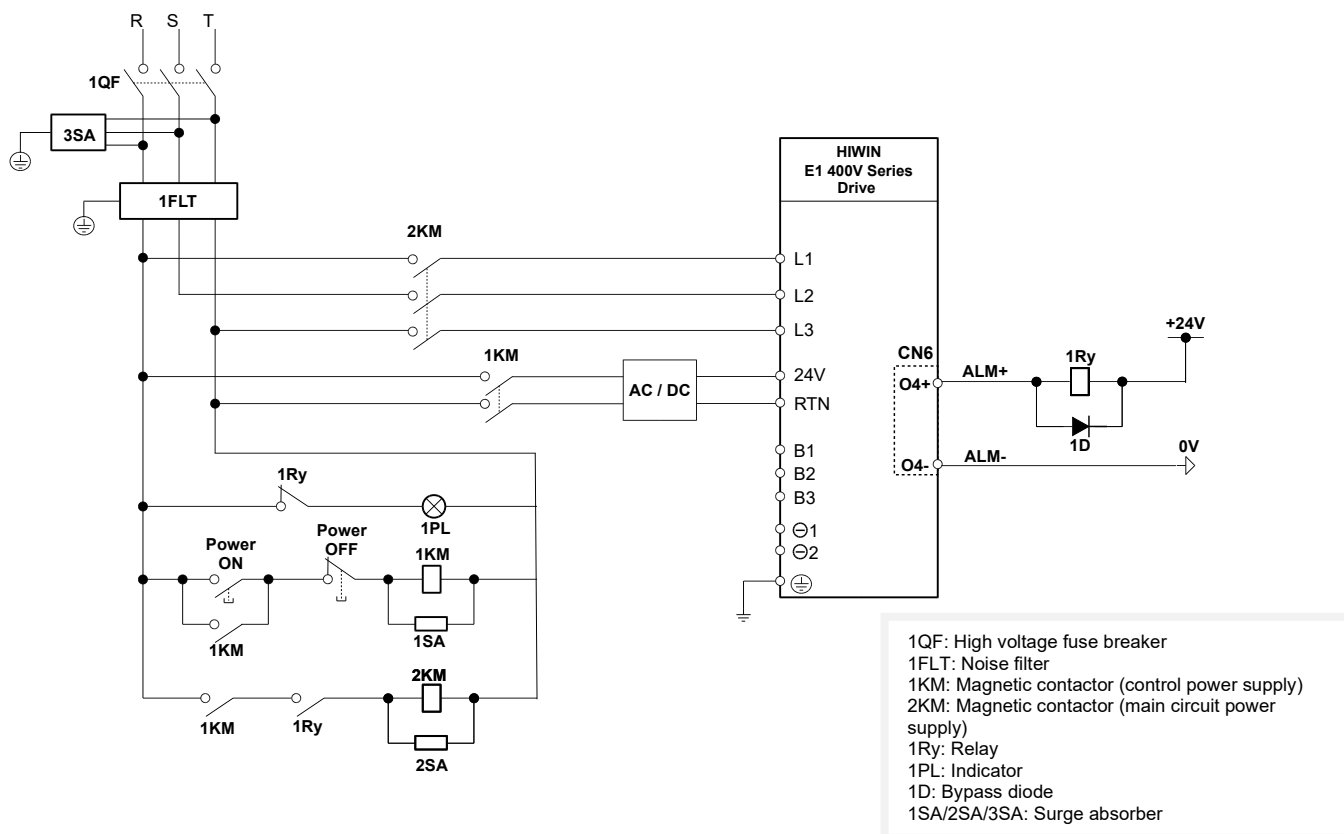 R S T
1QF
3SA
1FLT
2KM
1KM
AC / DC
HIWIN
E1 400V Series
Drive
L1
L2
L3
24V
RTN
B1
B2
B3
⊖1
⊖2
CN6
O4+
O4-
ALM+
ALM-
1Ry
1D
+24V
0V
1Ry
1PL
Power
ON
Power
OFF
1KM
1KM
1SA
1KM
1Ry
2KM
2SA
1QF: High voltage fuse breaker
1FLT: Noise filter
1KM: Magnetic contactor (control power supply)
2KM: Magnetic contactor (main circuit power
supply)
1Ry: Relay
1PL: Indicator
1D: Bypass diode
1SA/2SA/3SA: Surge absorber